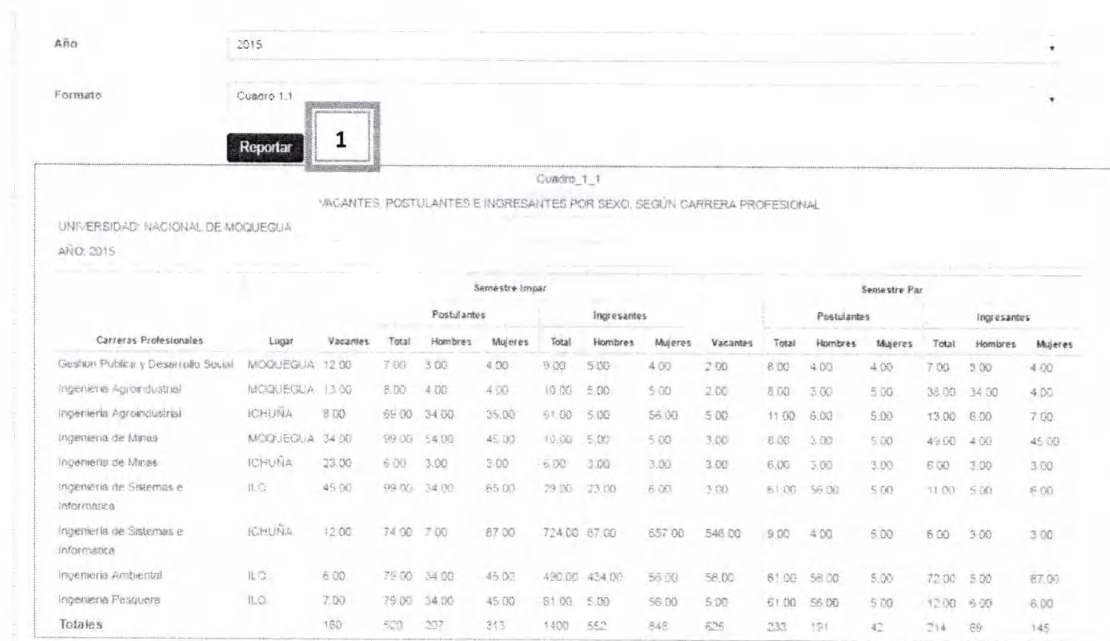 Año 2015
Formato Cuadro 1.1
Reportar 1
Cuadro_1_1
VACANTES, POSTULANTES E INGRESANTES POR SEXO, SEGÚN CARRERA PROFESIONAL
UNIVERSIDAD: NACIONAL DE MOQUEGUA
AÑO: 2015
Semestre Impar Semestre Par
Postulantes Ingresantes Postulantes Ingresantes
Carreras Profesionales Lugar Vacantes Total Hombres Mujeres Total Hombres Mujeres Vacantes Total Hombres Mujeres Total Hombres Mujeres
Gestion Publica y Desarrollo Social MOQUEGUA 12.00 7.00 3.00 4.00 9.00 5.00 4.00 2.00 8.00 4.00 4.00 7.00 3.00 4.00
Ingeniería Agroindustrial MOQUEGUA 13.00 8.00 4.00 4.00 10.00 5.00 5.00 2.00 8.00 3.00 5.00 38.00 34.00 4.00
Ingeniería Agroindustrial ICHUÑA 8.00 69.00 34.00 35.00 61.00 5.00 56.00 5.00 11.00 6.00 5.00 13.00 6.00 7.00
Ingeniería de Minas MOQUEGUA 34.00 99.00 54.00 45.00 10.00 5.00 5.00 3.00 8.00 3.00 5.00 49.00 4.00 45.00
Ingeniería de Minas ICHUÑA 23.00 6.00 3.00 3.00 6.00 3.00 3.00 3.00 6.00 3.00 3.00 6.00 3.00 3.00
Ingeniería de Sistemas e ILO 45.00 99.00 34.00 65.00 29.00 23.00 6.00 3.00 61.00 56.00 5.00 11.00 5.00 6.00
Informatica
Ingeniería de Sistemas e ICHUÑA 12.00 74.00 7.00 67.00 724.00 67.00 657.00 546.00 9.00 4.00 5.00 6.00 3.00 3.00
Informatica
Ingeniería Ambiental ILO 6.00 79.00 34.00 45.00 490.00 434.00 56.00 56.00 61.00 56.00 5.00 72.00 5.00 67.00
Ingeniería Pesquera ILO 7.00 79.00 34.00 45.00 61.00 5.00 56.00 5.00 61.00 56.00 5.00 12.00 6.00 6.00
Totales 160 520 207 313 1400 552 848 625 233 191 42 214 69 145